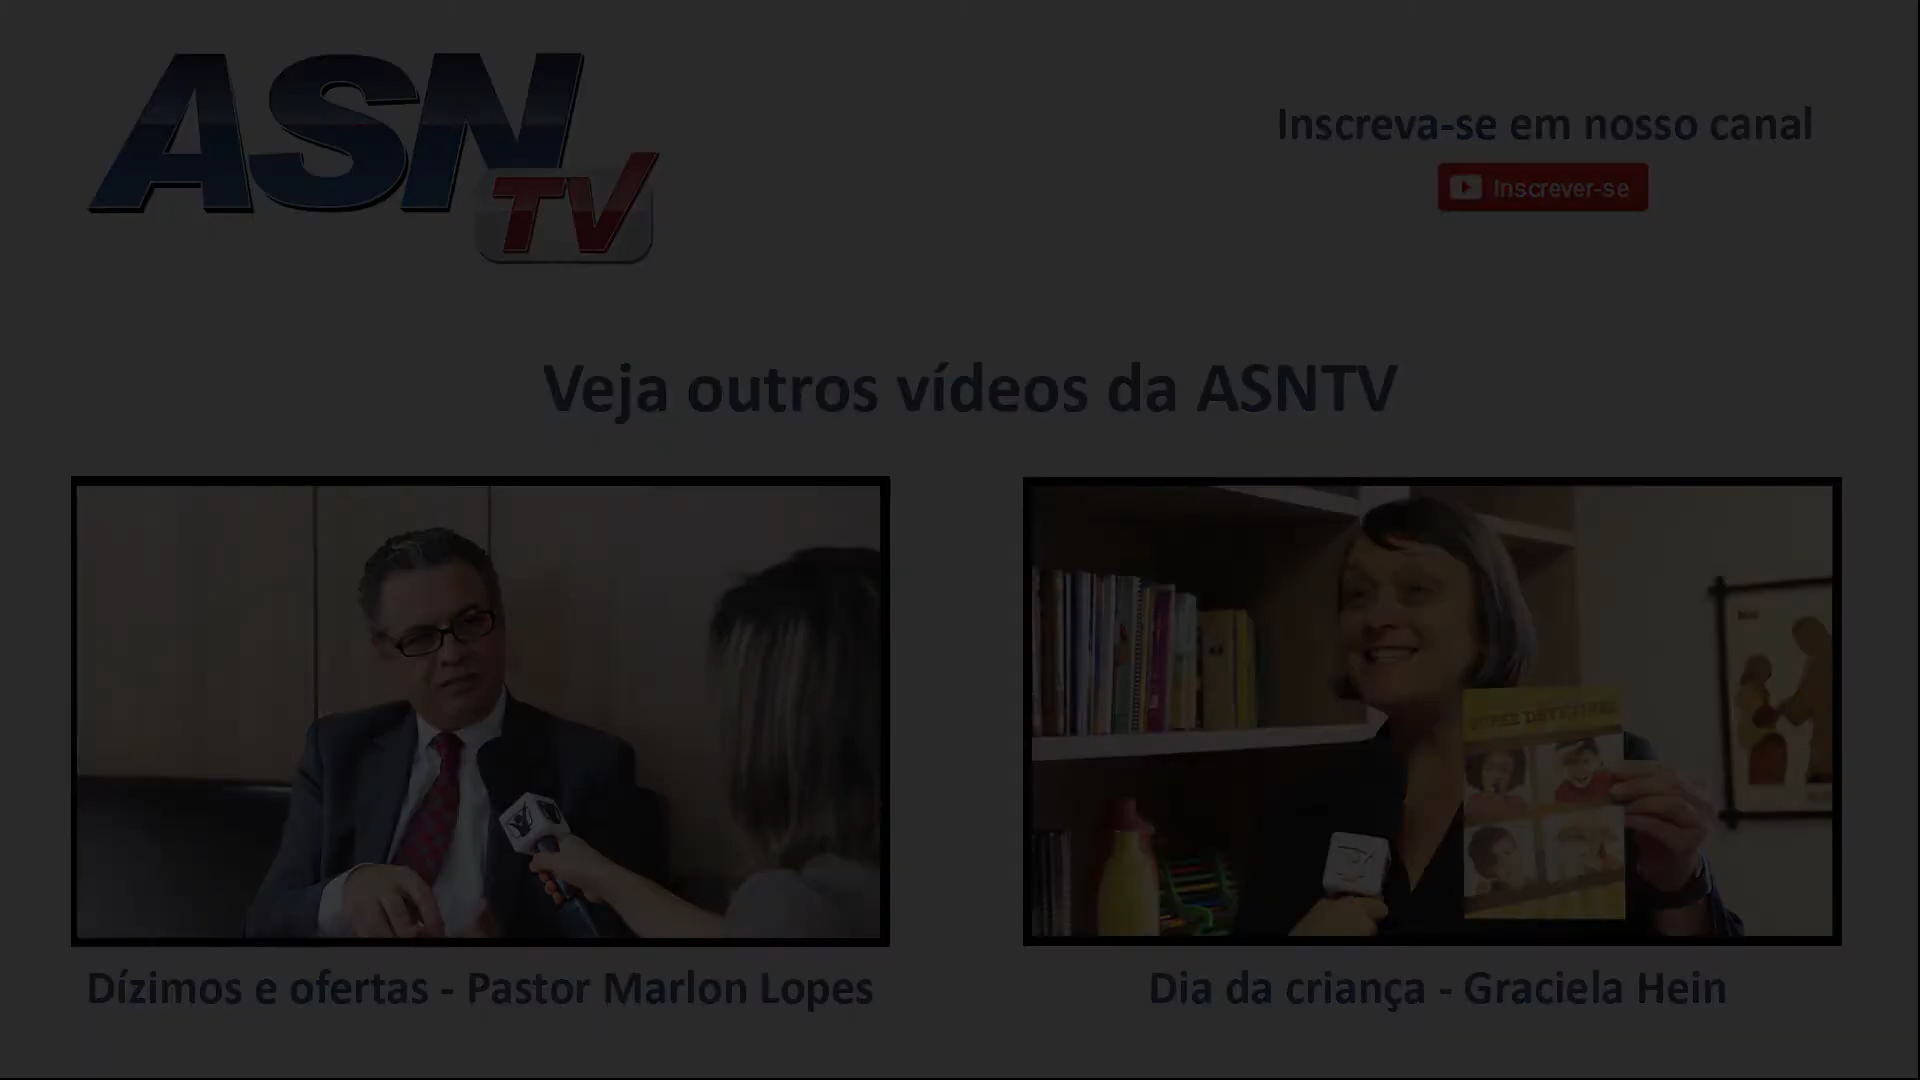 ASN
TV
Inscreva-se em nosso canal
Inscrever-se
Veja outros vídeos da ASNTV
Dízimos e ofertas - Pastor Marlon Lopes
Dia da criança - Graciela Hein